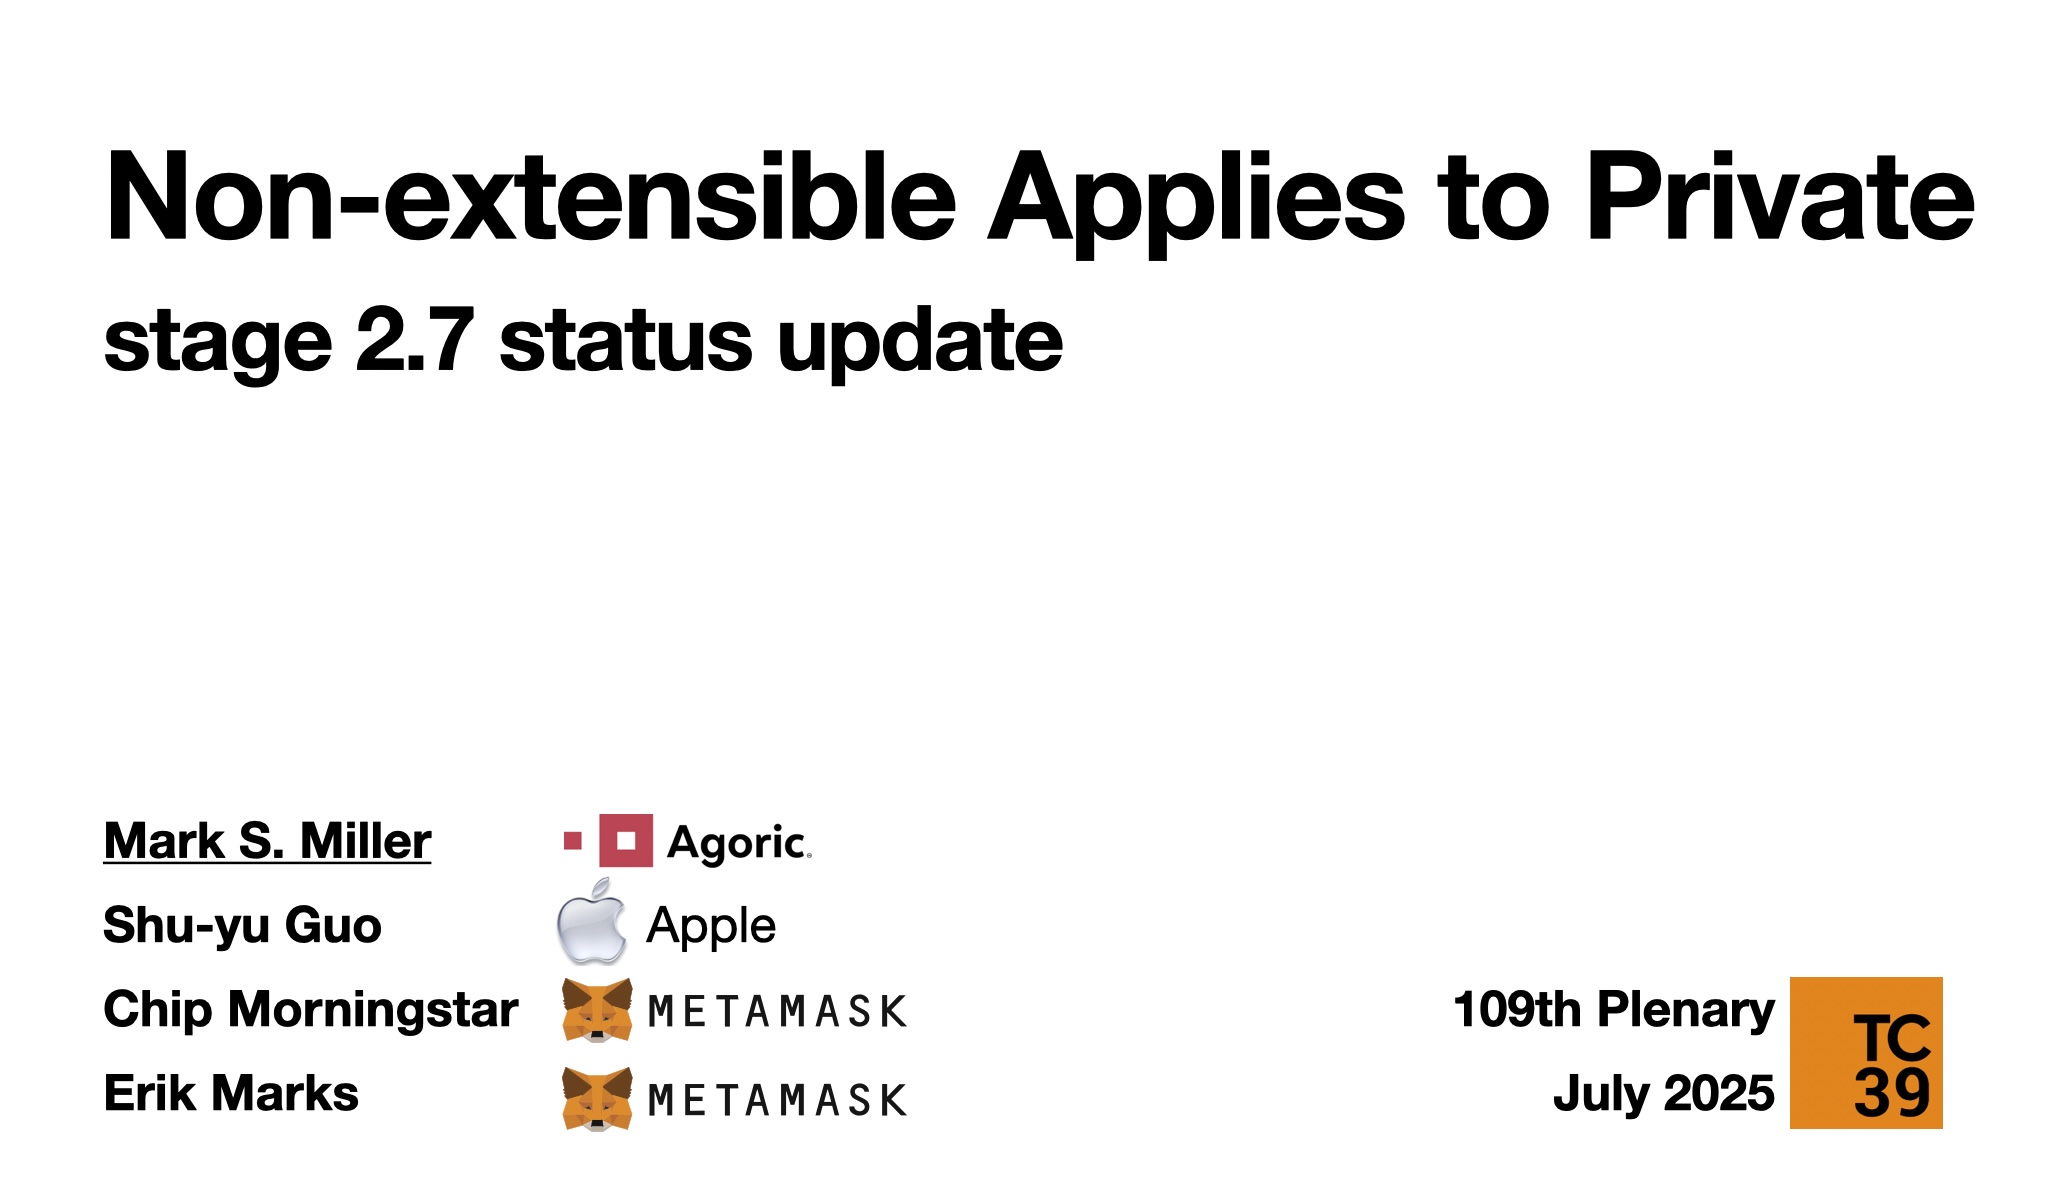 Non-extensible Applies to Private
stage 2.7 status update
Mark S. Miller
Agoric
Shu-yu Guo
Apple
Chip Morningstar
METAMASK
Erik Marks
METAMASK
109th Plenary
July 2025
TC
39